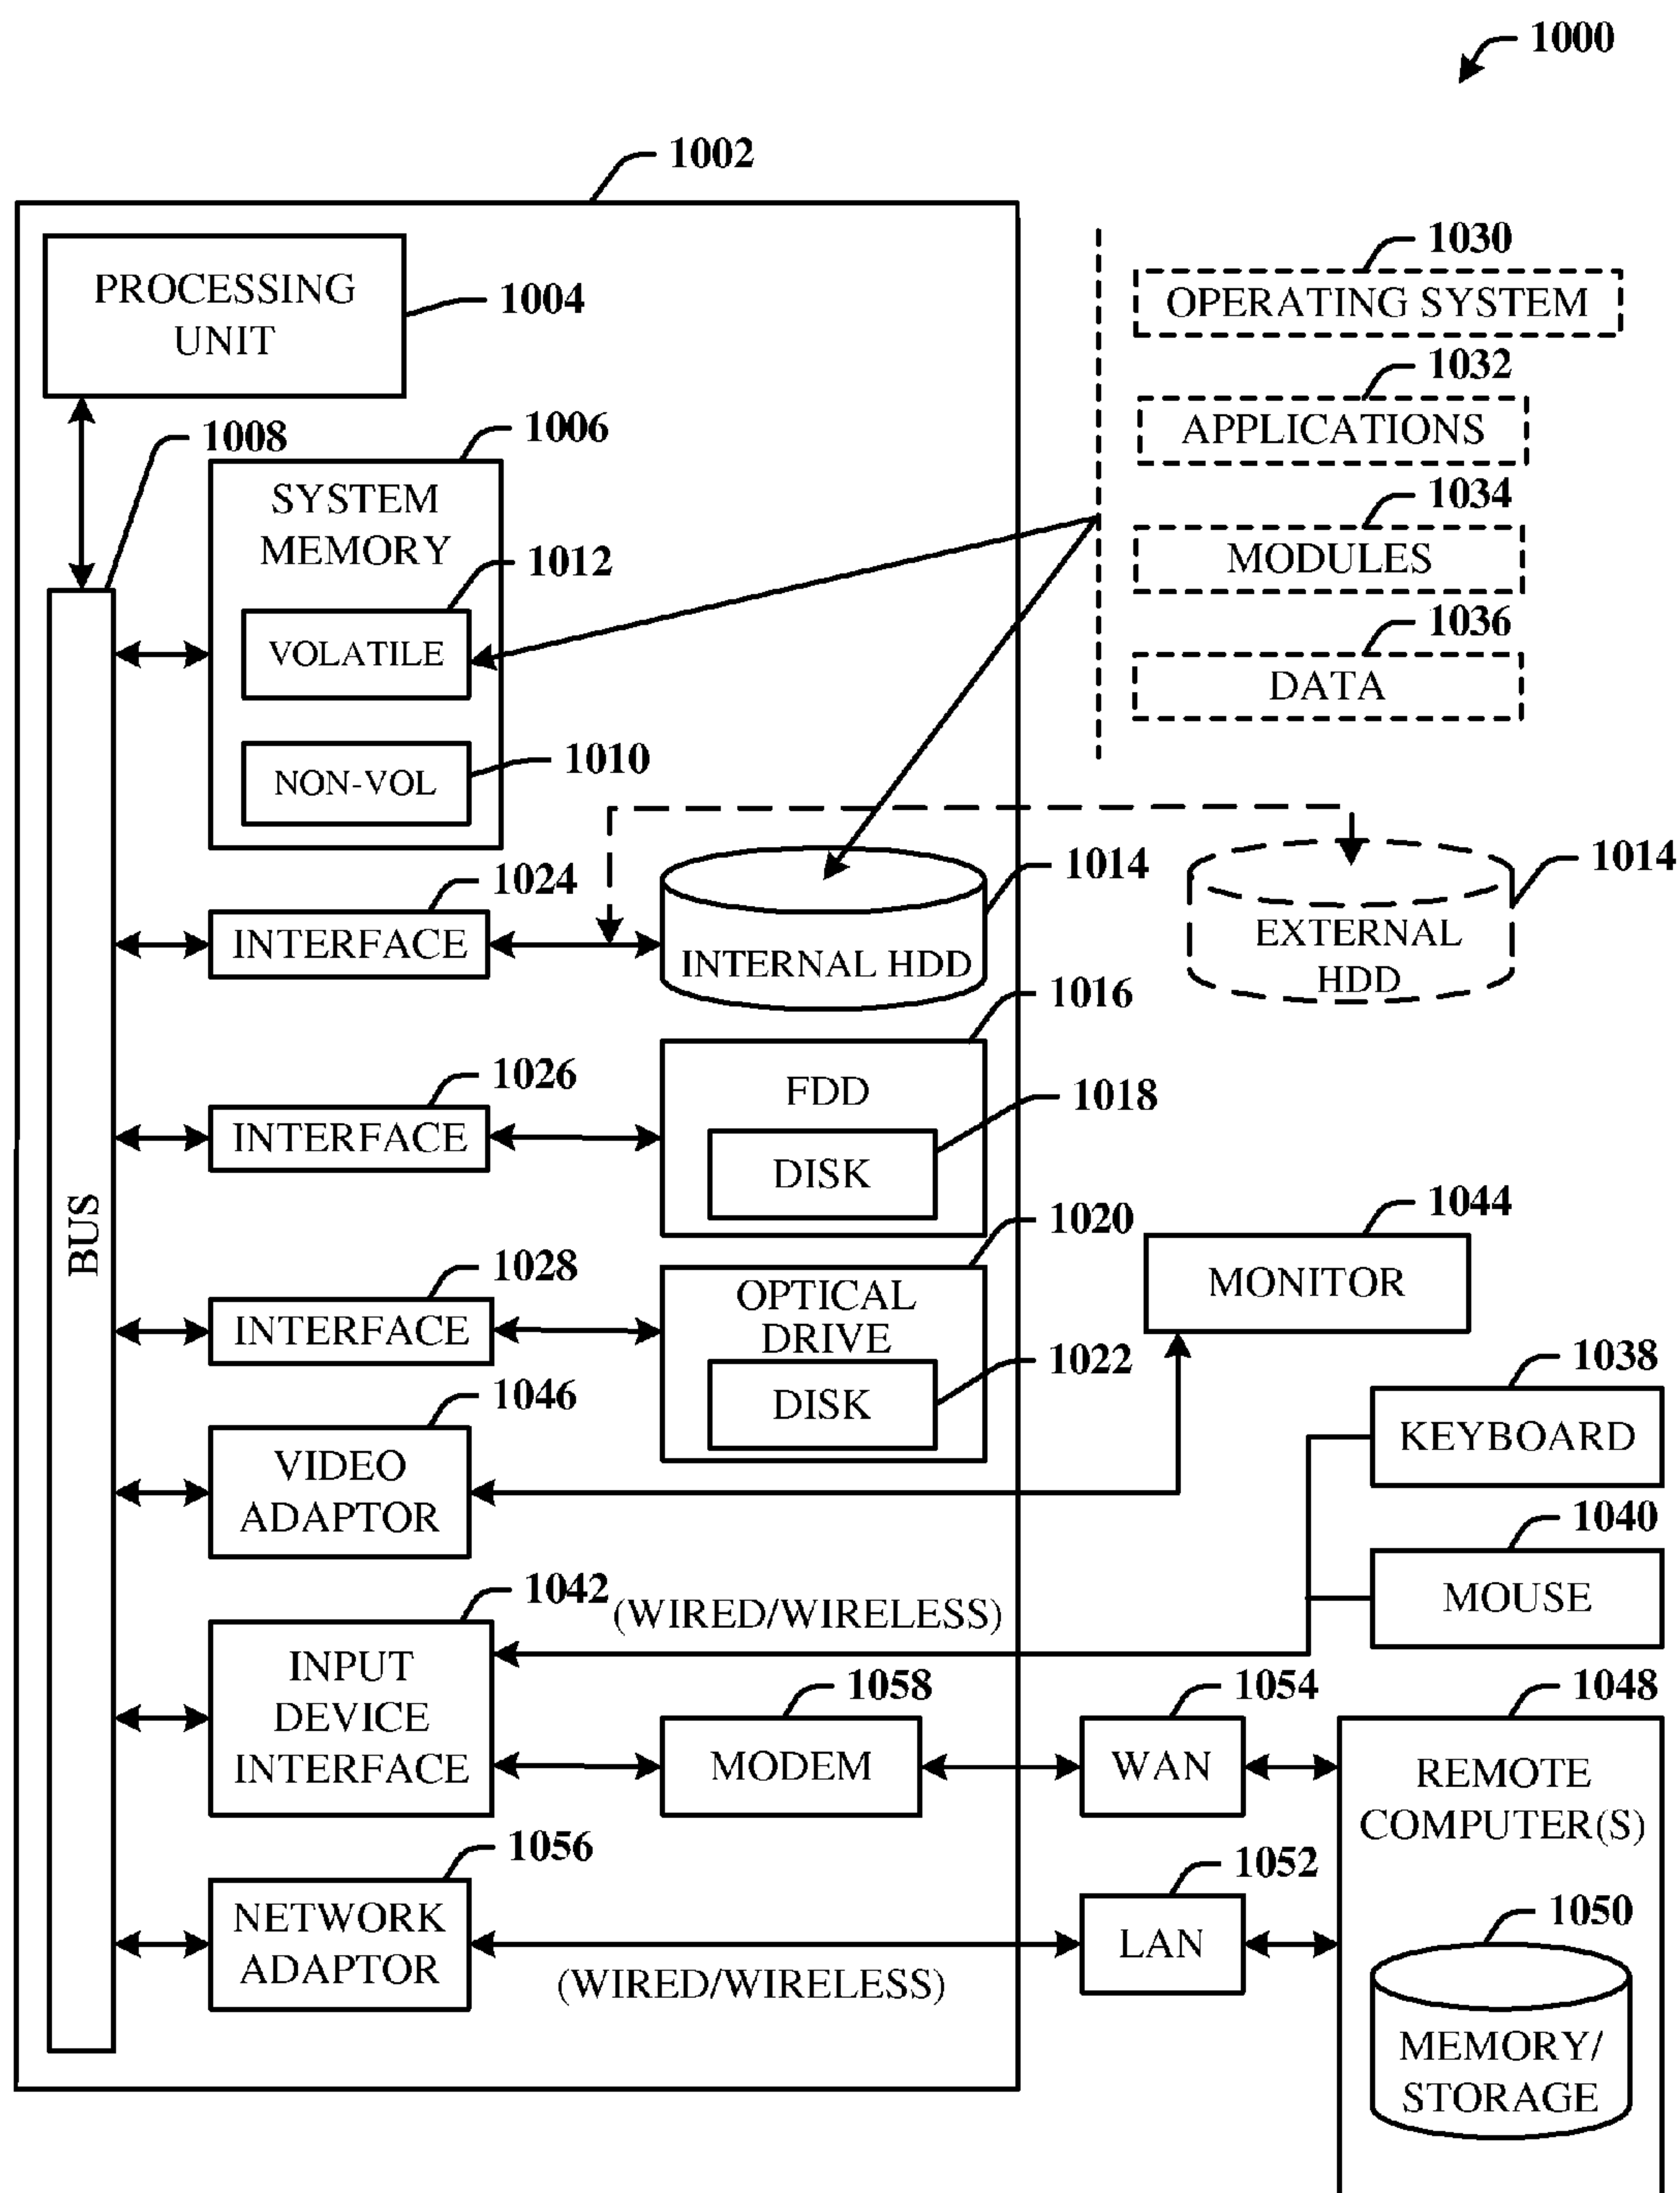 1000
1002
PROCESSING
UNIT
1004
1030
OPERATING SYSTEM
1032
APPLICATIONS
1034
MODULES
1036
DATA
1008
1006
SYSTEM
MEMORY
1012
VOLATILE
1010
NON-VOL
BUS
1024
INTERFACE
1014
INTERNAL HDD
1014
EXTERNAL
HDD
1026
INTERFACE
1016
FDD
1018
DISK
1028
INTERFACE
1020
OPTICAL
DRIVE
1022
DISK
1044
MONITOR
1046
VIDEO
ADAPTOR
1038
KEYBOARD
1040
MOUSE
1042
(WIRED/WIRELESS)
INPUT
DEVICE
INTERFACE
1058
MODEM
1054
WAN
1048
REMOTE
COMPUTER(S)
1056
NETWORK
ADAPTOR
(WIRED/WIRELESS)
1052
LAN
1050
MEMORY/
STORAGE